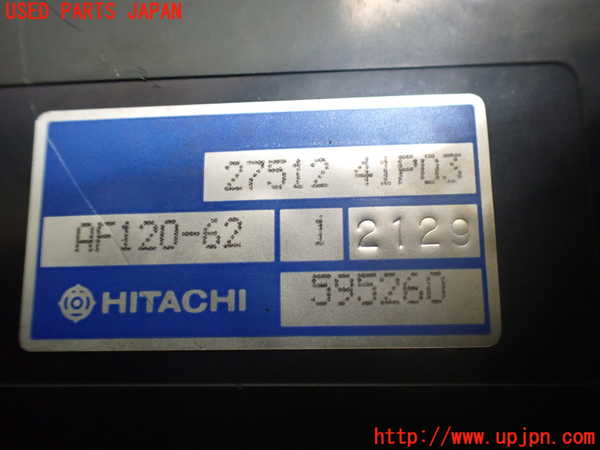 USED PARTS JAPAN
27512 41P03
AF120-62 1 2129
HITACHI 595260
http://www.upjpn.com/